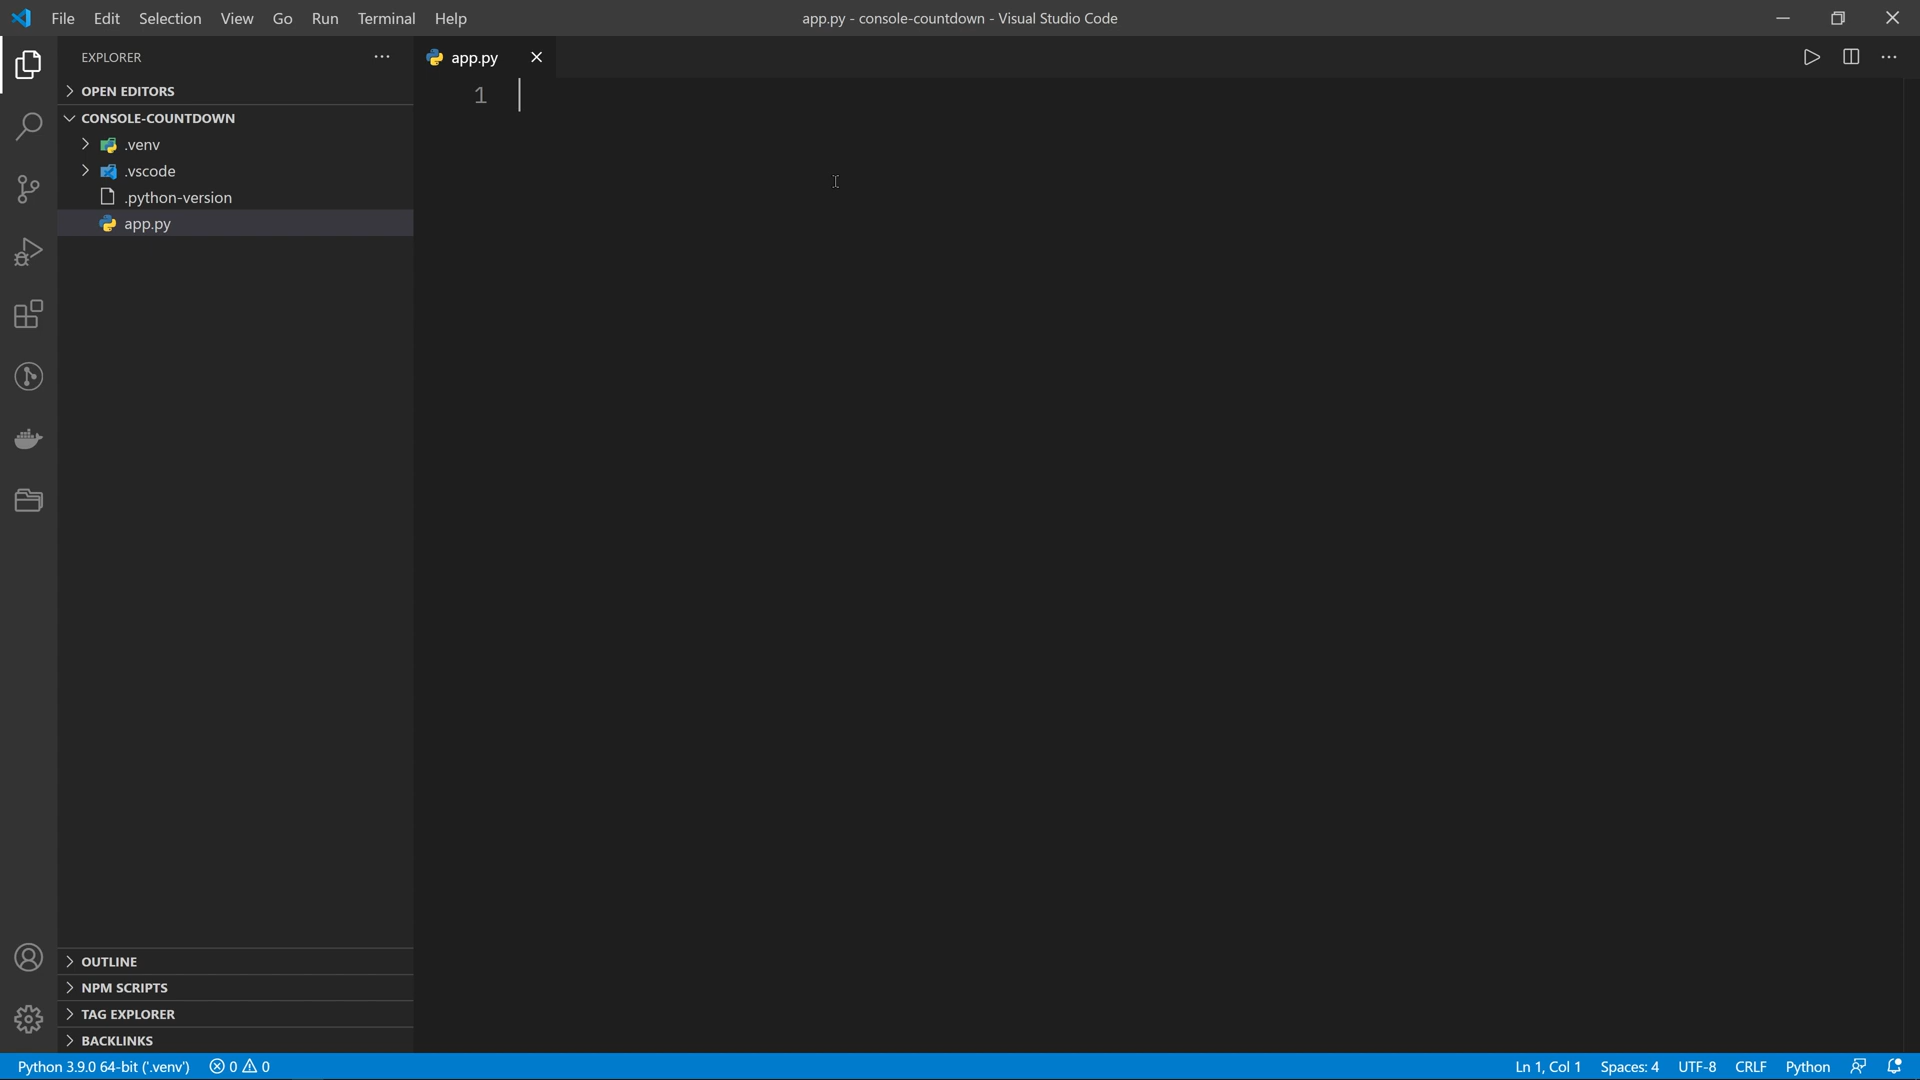 File Edit Selection View Go Run Terminal Help
app.py - console-countdown - Visual Studio Code
EXPLORER
OPEN EDITORS
CONSOLE-COUNTDOWN
.venv
.vscode
.python-version
app.py
OUTLINE
NPM SCRIPTS
TAG EXPLORER
BACKLINKS
app.py
1
Python 3.9.0 64-bit ('.venv') 0 0
Ln 1, Col 1 Spaces: 4 UTF-8 CRLF Python